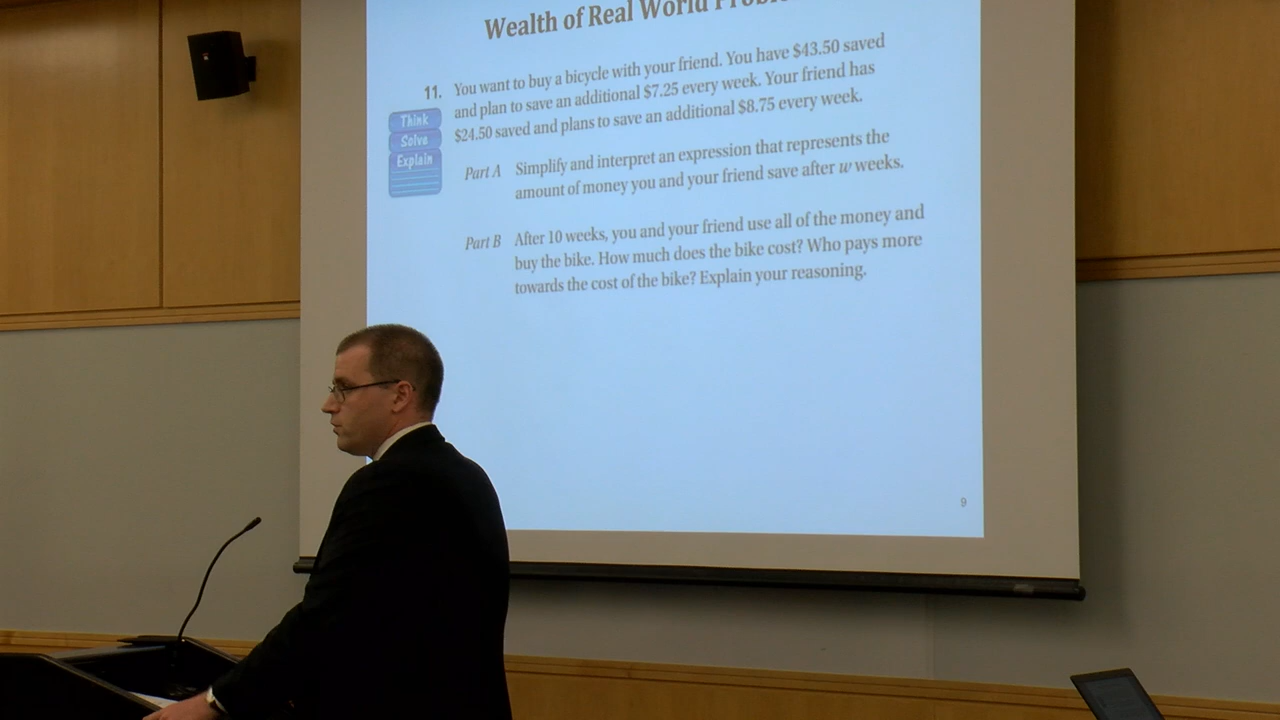 Wealth of Real World
11. You want to buy a bicycle with your friend. You have $43.50 saved
and plan to save an additional $7.25 every week. Your friend has
$24.50 saved and plans to save an additional $8.75 every week.
Think
Solve
Explain
Part A Simplify and interpret an expression that represents the
amount of money you and your friend save after w weeks.
Part B After 10 weeks, you and your friend use all of the money and
buy the bike. How much does the bike cost? Who pays more
towards the cost of the bike? Explain your reasoning.
9